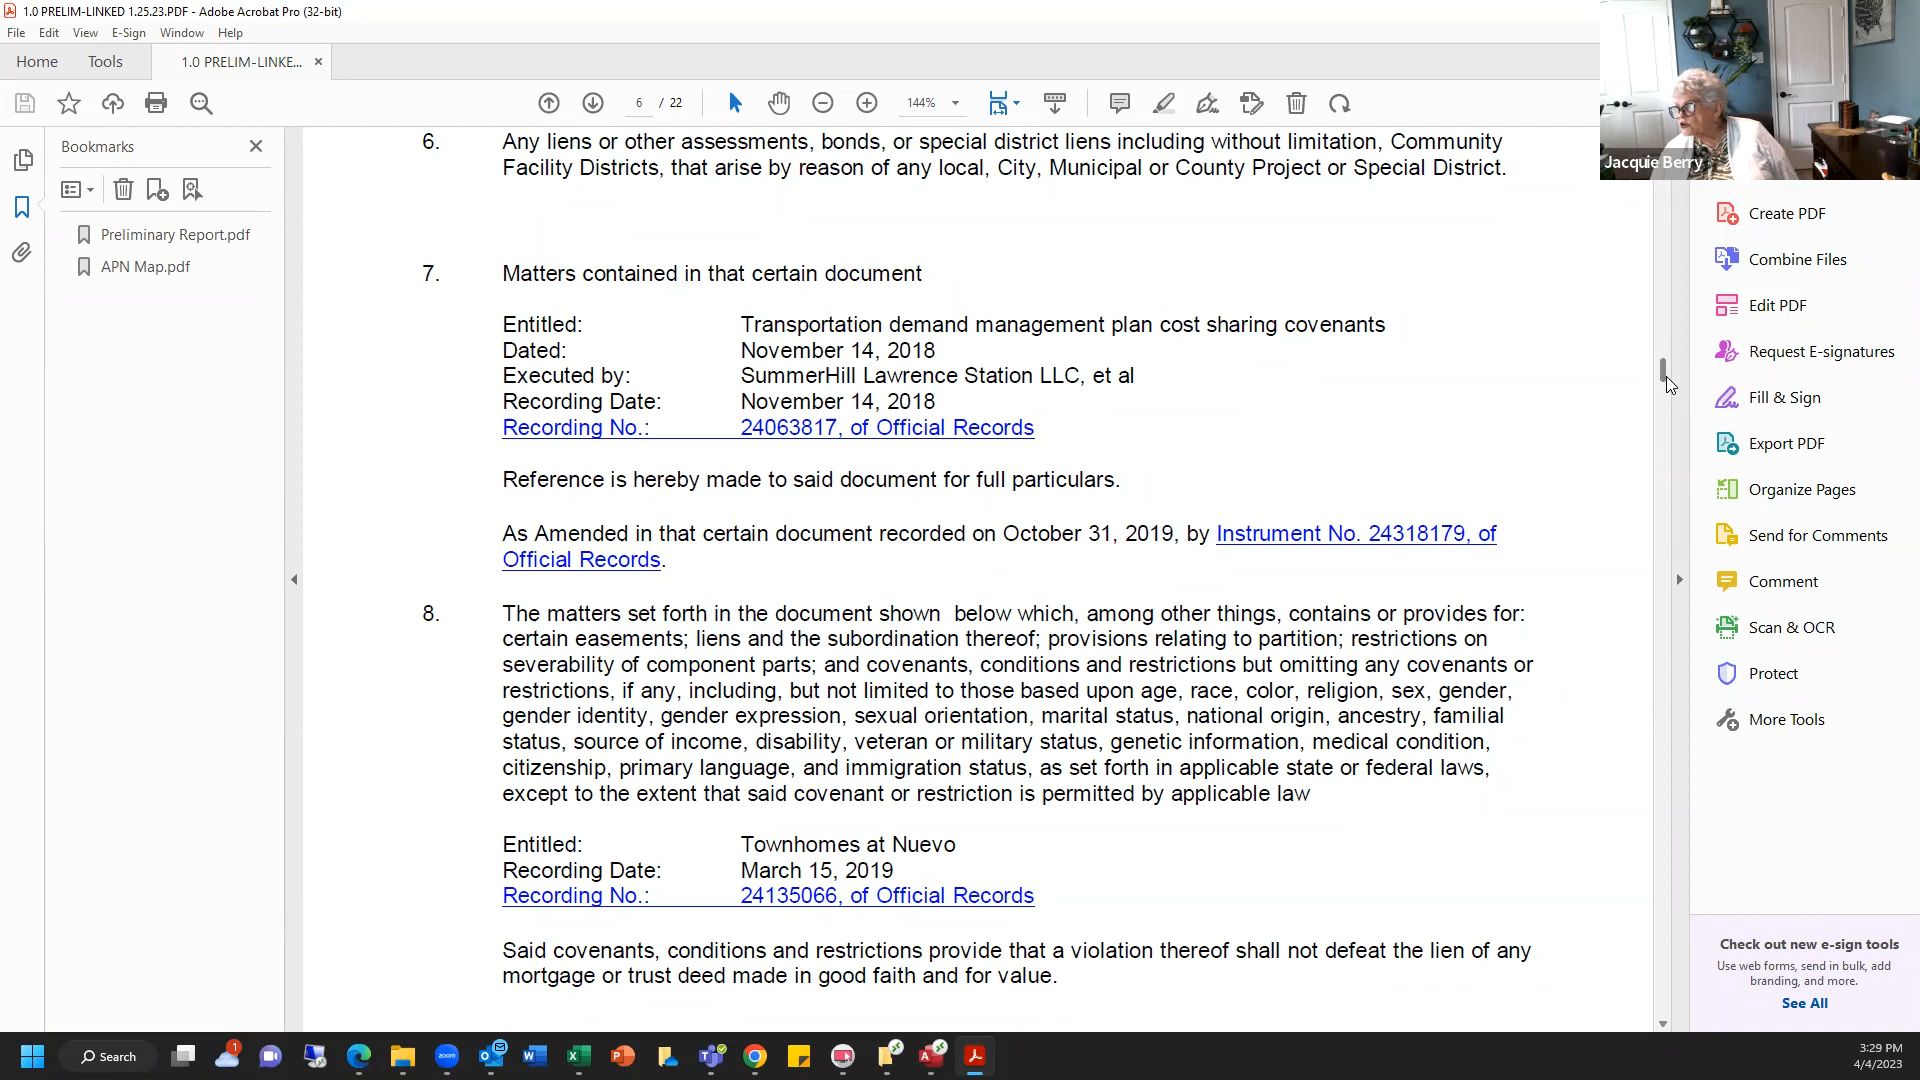 1.0 PRELIM-LINKED 1.25.23.PDF - Adobe Acrobat Pro (32-bit)
File Edit View E-Sign Window Help
Home Tools 1.0 PRELIM-LINKE... ×
6 / 22 144%
Jacquie Berry
Bookmarks
Preliminary Report.pdf
APN Map.pdf
6. Any liens or other assessments, bonds, or special district liens including without limitation, Community
Facility Districts, that arise by reason of any local, City, Municipal or County Project or Special District.
7. Matters contained in that certain document
Entitled: Transportation demand management plan cost sharing covenants
Dated: November 14, 2018
Executed by: SummerHill Lawrence Station LLC, et al
Recording Date: November 14, 2018
Recording No.: 24063817, of Official Records
Reference is hereby made to said document for full particulars.
As Amended in that certain document recorded on October 31, 2019, by Instrument No. 24318179, of
Official Records.
8. The matters set forth in the document shown  below which, among other things, contains or provides for:
certain easements; liens and the subordination thereof; provisions relating to partition; restrictions on
severability of component parts; and covenants, conditions and restrictions but omitting any covenants or
restrictions, if any, including, but not limited to those based upon age, race, color, religion, sex, gender,
gender identity, gender expression, sexual orientation, marital status, national origin, ancestry, familial
status, source of income, disability, veteran or military status, genetic information, medical condition,
citizenship, primary language, and immigration status, as set forth in applicable state or federal laws,
except to the extent that said covenant or restriction is permitted by applicable law
Entitled: Townhomes at Nuevo
Recording Date: March 15, 2019
Recording No.: 24135066, of Official Records
Said covenants, conditions and restrictions provide that a violation thereof shall not defeat the lien of any
mortgage or trust deed made in good faith and for value.
Create PDF
Combine Files
Edit PDF
Request E-signatures
Fill & Sign
Export PDF
Organize Pages
Send for Comments
Comment
Scan & OCR
Protect
More Tools
Check out new e-sign tools
Use web forms, send in bulk, add
branding, and more.
See All
Search
1
zoom
3:29 PM
4/4/2023